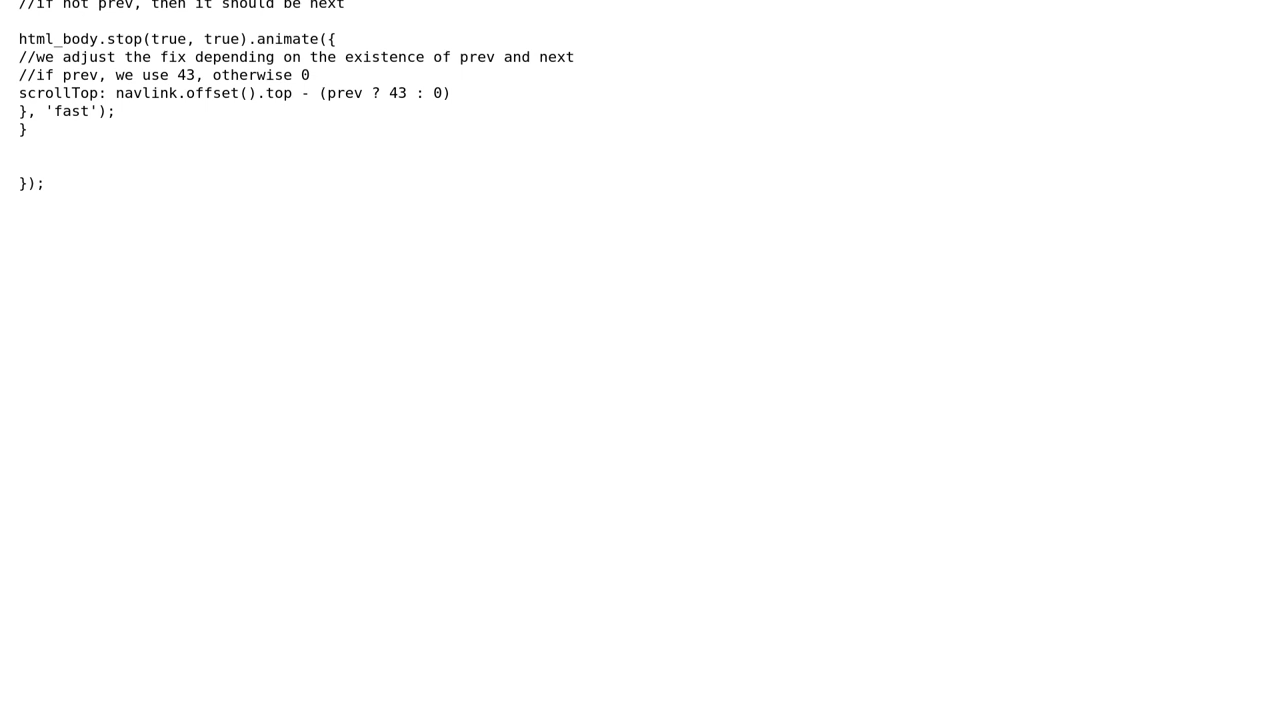 //if not prev, then it should be next
html_body.stop(true, true).animate({
//we adjust the fix depending on the existence of prev and next
//if prev, we use 43, otherwise 0
scrollTop: navlink.offset().top - (prev ? 43 : 0)
}, 'fast');
}
});